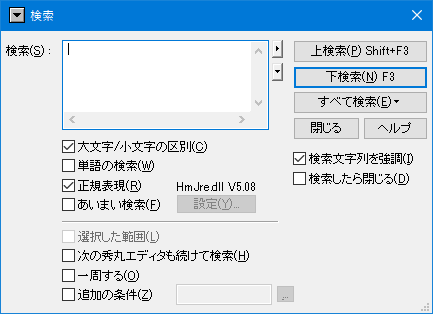 検索
検索(S):
上検索(P) Shift+F3
下検索(N) F3
すべて検索(E)
閉じる
ヘルプ
大文字/小文字の区別(C)
単語の検索(W)
正規表現(R)
HmJre.dll V5.08
あいまい検索(F)
設定(Y)...
検索文字列を強調(I)
検索したら閉じる(D)
選択した範囲(L)
次の秀丸エディタも続けて検索(H)
一周する(O)
追加の条件(Z)
...